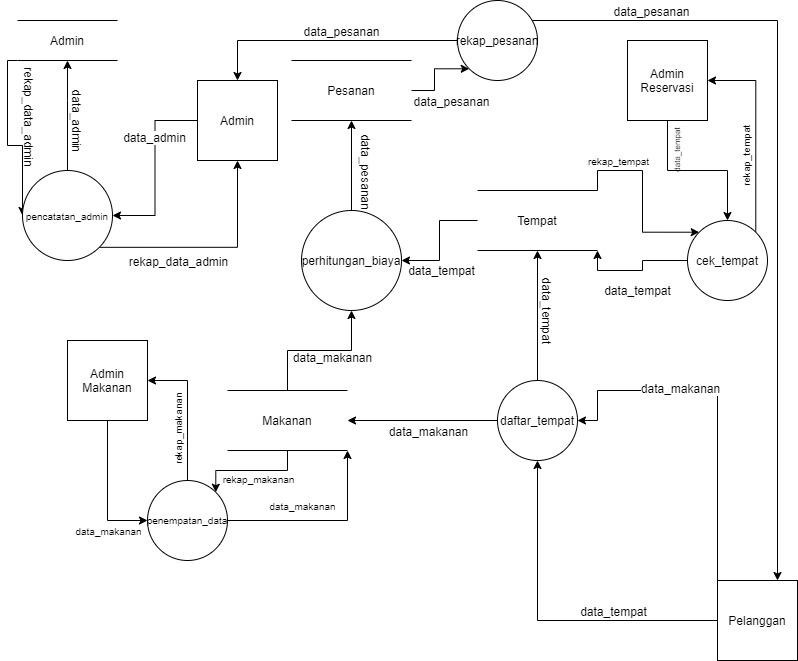 data_pesanan
data_pesanan
rekap_pesanan
Admin
Pesanan
data_pesanan
Admin
Reservasi
rekap_data_admin
data_admin
Admin
data_admin
data_pesanan
rekap_tempat
data_tempat
rekap_tempat
pencatatan_admin
Tempat
rekap_data_admin
perhitungan_biaya
data_tempat
cek_tempat
data_tempat
data_tempat
Admin
Makanan
data_makanan
rekap_makanan
data_makanan
Makanan
data_makanan
daftar_tempat
rekap_makanan
data_makanan
penempatan_data
data_makanan
data_tempat
Pelanggan